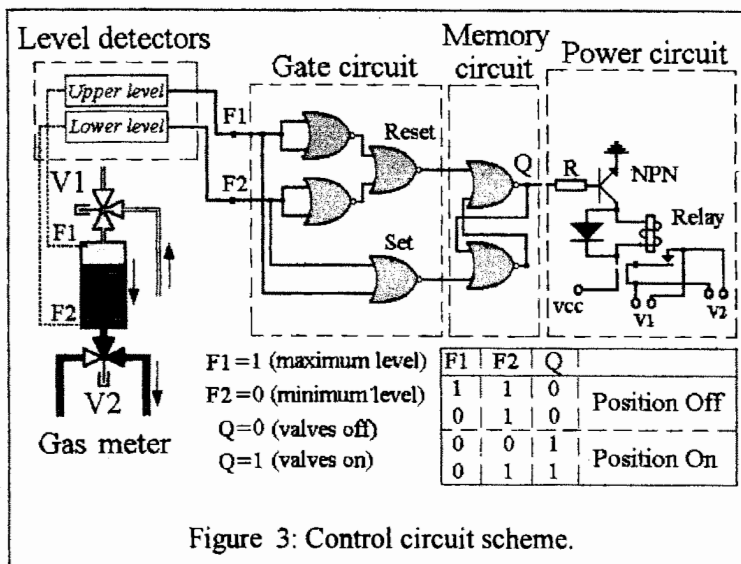 Level detectors
Upper level
Lower level
Gate circuit
Memory circuit
Power circuit
F1
F2
Reset
Set
Q
R
NPN
Relay
vcc
V1
V2
V1
F1
F2
V2
Gas meter
F1=1 (maximum level)
F2=0 (minimum level)
Q=0 (valves off)
Q=1 (valves on)
F1 F2 Q
1 1 0 Position Off
0 1 0
0 0 1 Position On
0 1 1
Figure 3: Control circuit scheme.